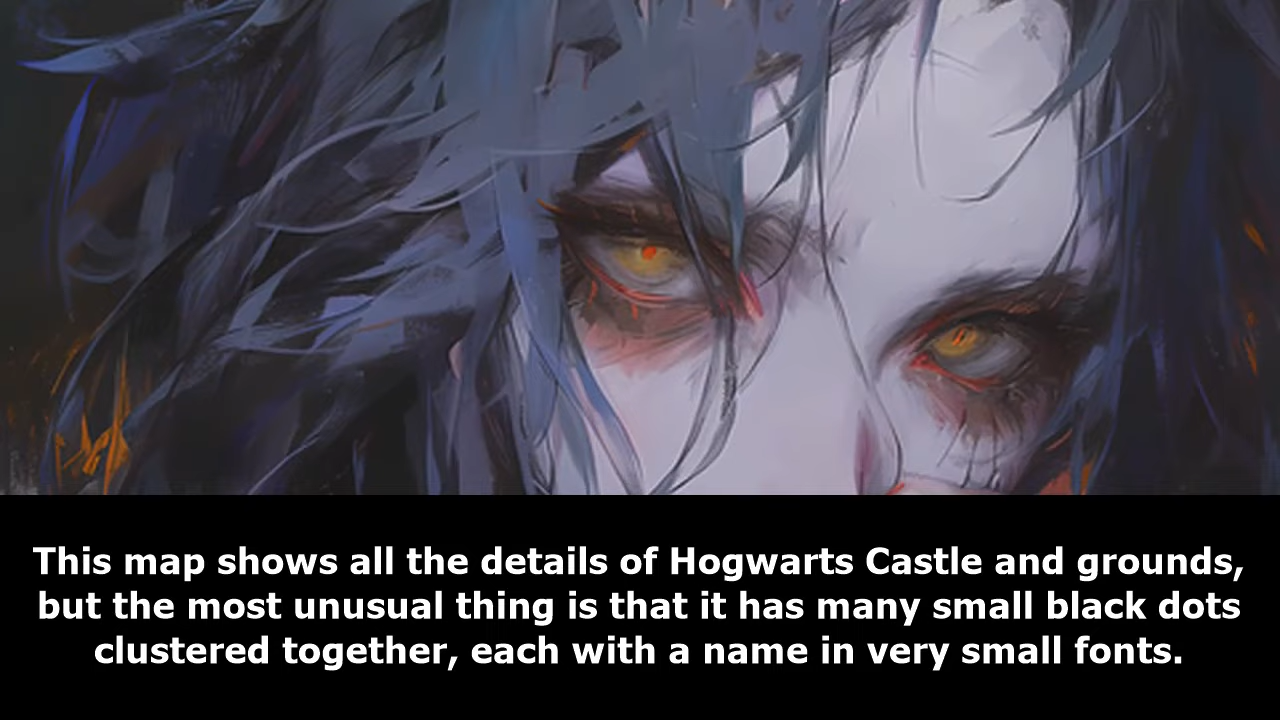 This map shows all the details of Hogwarts Castle and grounds,
but the most unusual thing is that it has many small black dots
clustered together, each with a name in very small fonts.